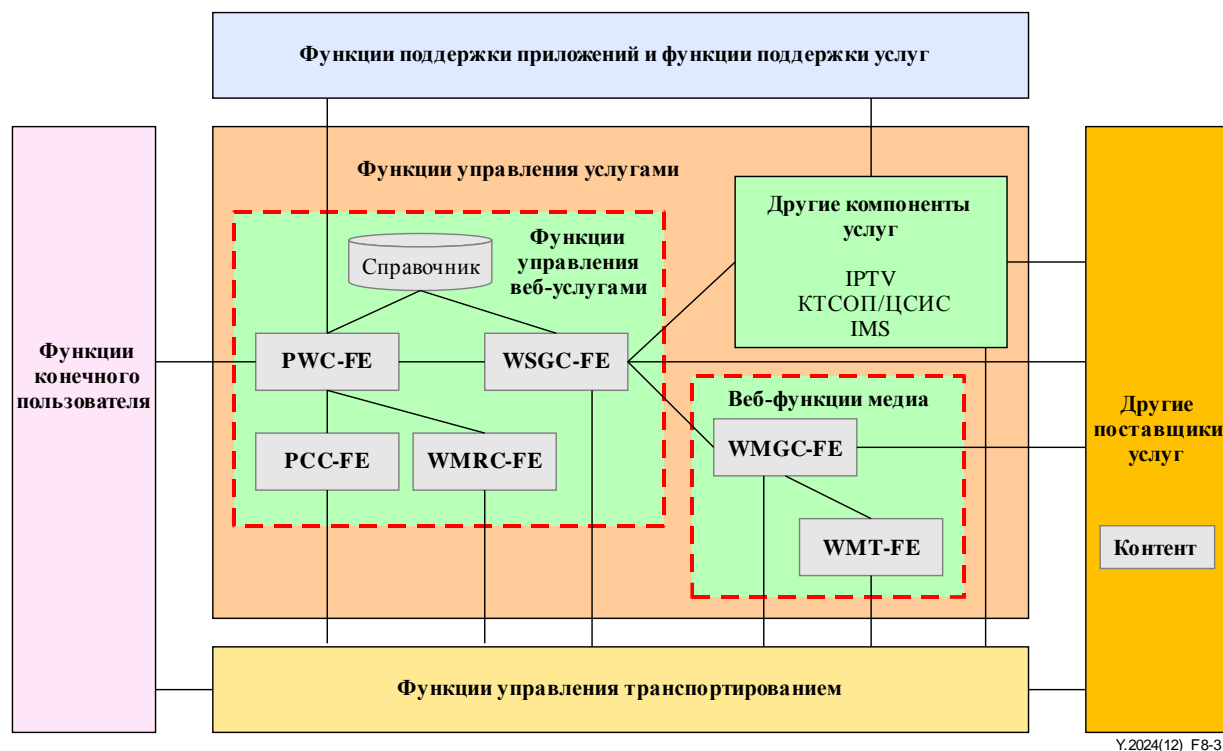 Функции поддержки приложений и функции поддержки услуг
Функции управления услугами
Другие компоненты
услуг
IPTV
КТСОП/ЦСИС
IMS
Функции
управления
веб-услугами
Справочник
PWC-FE
WSGC-FE
Функции
конечного
пользователя
PCC-FE
WMRC-FE
Веб-функции медиа
WMGC-FE
WMT-FE
Другие
поставщики
услуг
Контент
Функции управления транспортированием
Y.2024(12)_F8-3